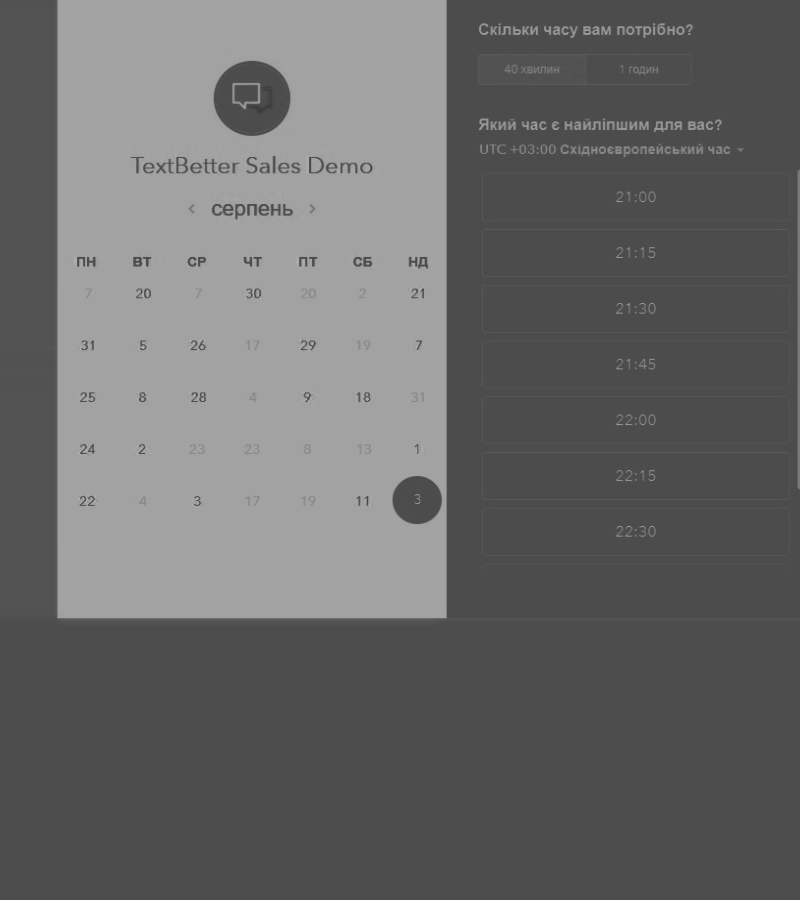 TextBetter Sales Demo
серпень
ПН ВТ СР ЧТ ПТ СБ НД
7 20 7 30 20 2 21
31 5 26 17 29 19 7
25 8 28 4 9 18 31
24 2 23 23 8 13 1
22 4 3 17 19 11 3
Скільки часу вам потрібно?
40 хвилин 1 годин
Який час є найліпшим для вас?
UTC +03:00 Східноєвропейський час
21:00
21:15
21:30
21:45
22:00
22:15
22:30